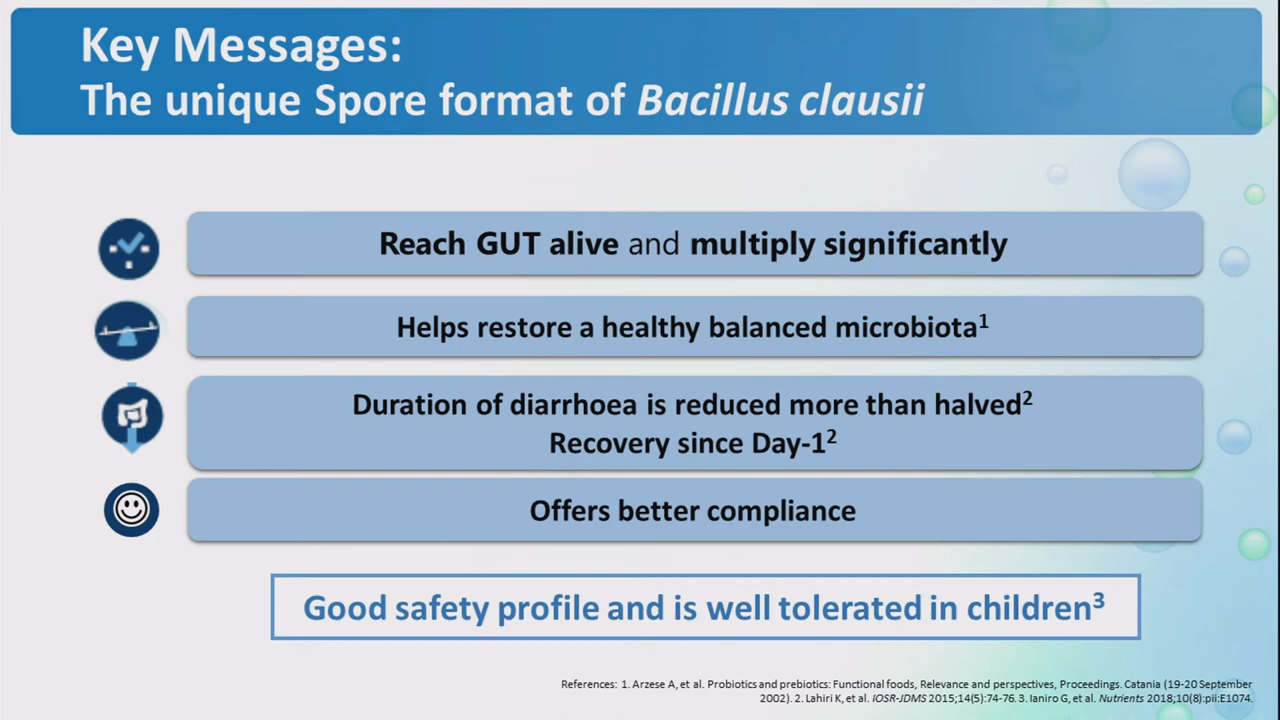 Key Messages:
The unique Spore format of Bacillus clausii
Reach GUT alive and multiply significantly
Helps restore a healthy balanced microbiota¹
Duration of diarrhoea is reduced more than halved²
Recovery since Day-1²
Offers better compliance
Good safety profile and is well tolerated in children³
References: 1. Arzese A, et al. Probiotics and prebiotics: Functional foods, Relevance and perspectives, Proceedings. Catania (19-20 September
2002). 2. Lahiri K, et al. IOSR-JDMS 2015;14(5):74-76. 3. Ianiro G, et al. Nutrients 2018;10(8):pii:E1074.